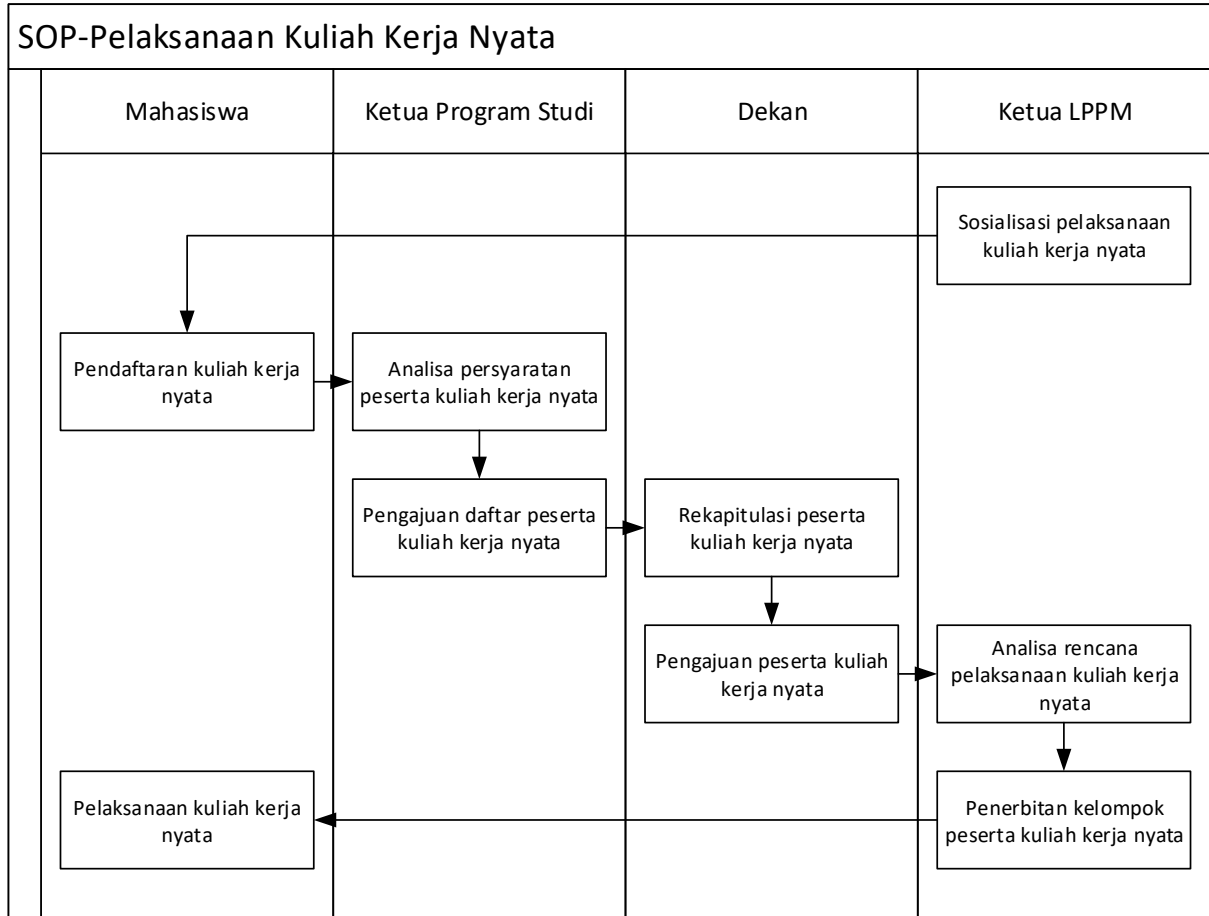 SOP-Pelaksanaan Kuliah Kerja Nyata
Mahasiswa
Ketua Program Studi
Dekan
Ketua LPPM
Sosialisasi pelaksanaan
kuliah kerja nyata
Pendaftaran kuliah kerja
nyata
Analisa persyaratan
peserta kuliah kerja nyata
Pengajuan daftar peserta
kuliah kerja nyata
Rekapitulasi peserta
kuliah kerja nyata
Pengajuan peserta kuliah
kerja nyata
Analisa rencana
pelaksanaan kuliah kerja
nyata
Penerbitan kelompok
peserta kuliah kerja nyata
Pelaksanaan kuliah kerja
nyata